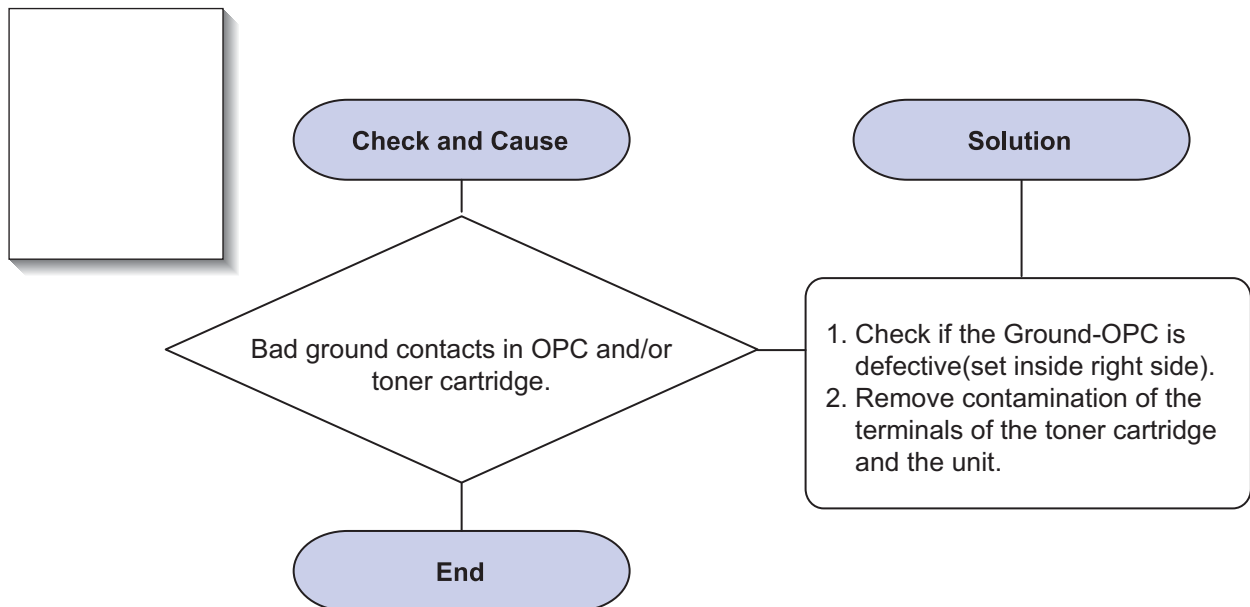 Check and Cause
Solution
Bad ground contacts in OPC and/or
toner cartridge.
1. Check if the Ground-OPC is
defective(set inside right side).
2. Remove contamination of the
terminals of the toner cartridge
and the unit.
End